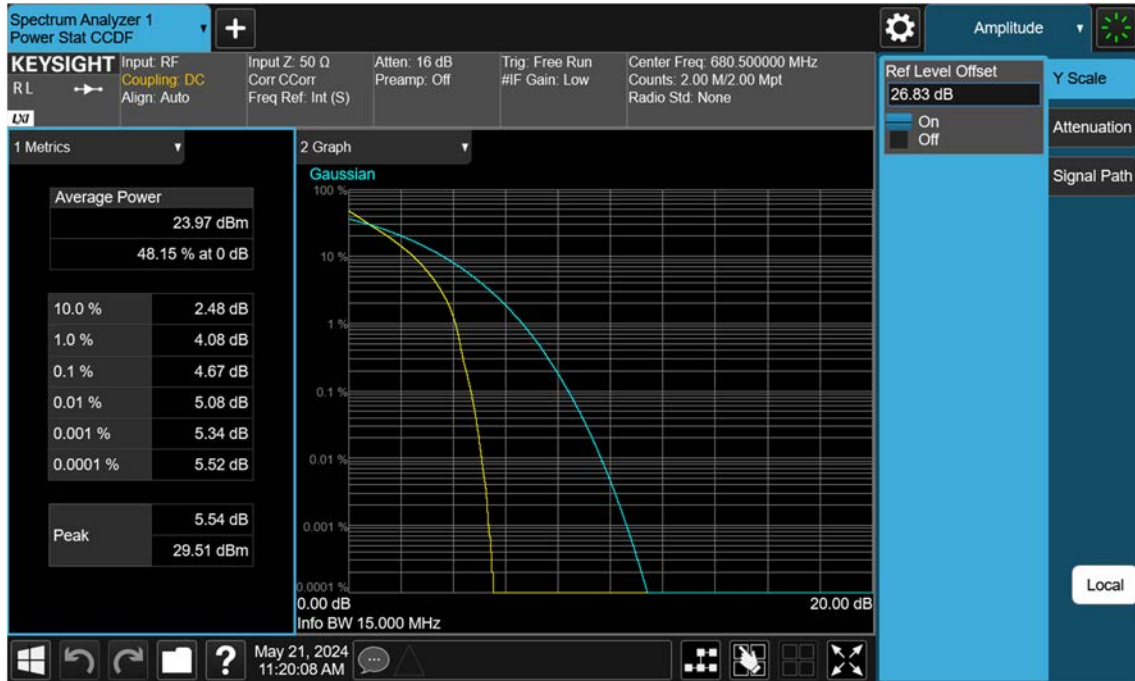 Spectrum Analyzer 1
Power Stat CCDF
Amplitude
KEYSIGHT
RL
LXI
Input: RF
Coupling: DC
Align: Auto
Input Z: 50 Ω
Corr CCorr
Freq Ref: Int (S)
Atten: 16 dB
Preamp: Off
Trig: Free Run
#IF Gain: Low
Center Freq: 680.500000 MHz
Counts: 2.00 M/2.00 Mpt
Radio Std: None
Ref Level Offset
26.83 dB
On
Off
Y Scale
Attenuation
Signal Path
1 Metrics
Average Power
23.97 dBm
48.15 % at 0 dB
10.0 % 2.48 dB
1.0 % 4.08 dB
0.1 % 4.67 dB
0.01 % 5.08 dB
0.001 % 5.34 dB
0.0001 % 5.52 dB
Peak
5.54 dB
29.51 dBm
2 Graph
Gaussian
100 %
10 %
1 %
0.1 %
0.01 %
0.001 %
0.0001 %
0.00 dB 20.00 dB
Info BW 15.000 MHz
Local
?
May 21, 2024
11:20:08 AM